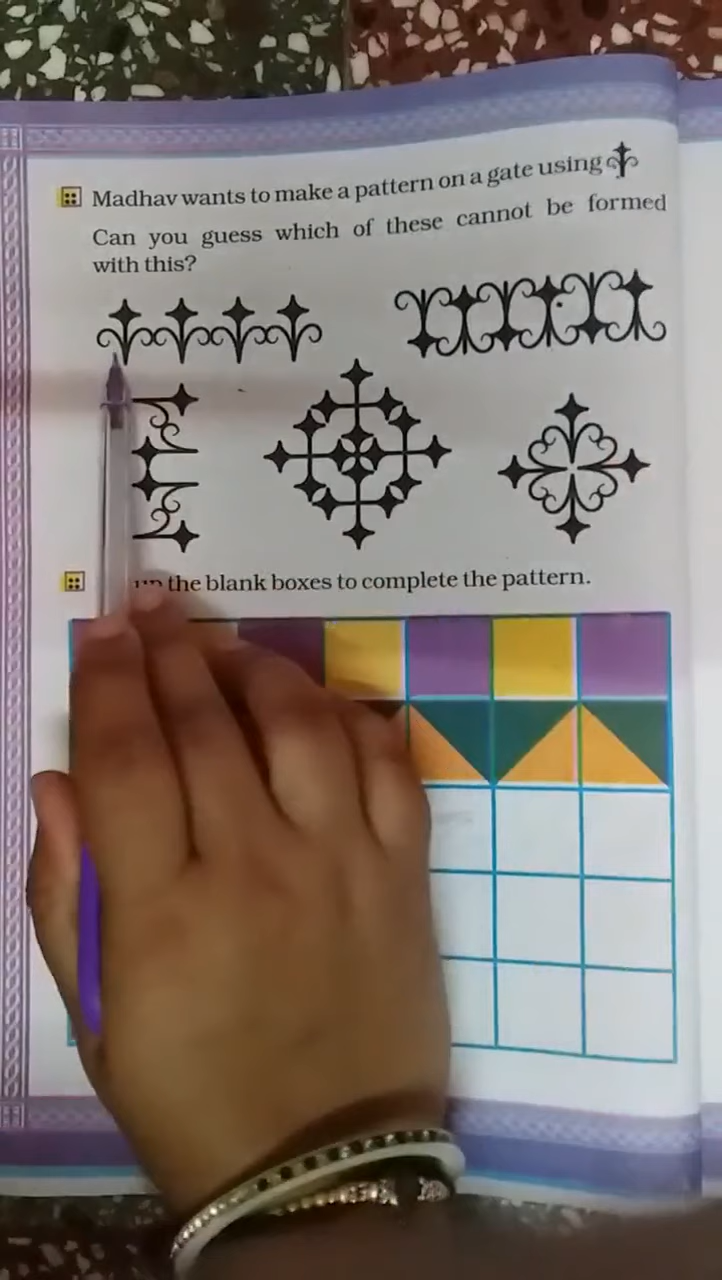 Madhav wants to make a pattern on a gate using
Can you guess which of these cannot be formed
with this?
the blank boxes to complete the pattern.